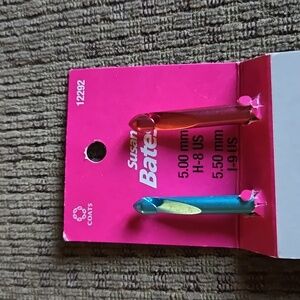 12292
Susan
Bates
5.00 mm
H-8 US
5.50 mm
I-9 US
COATS